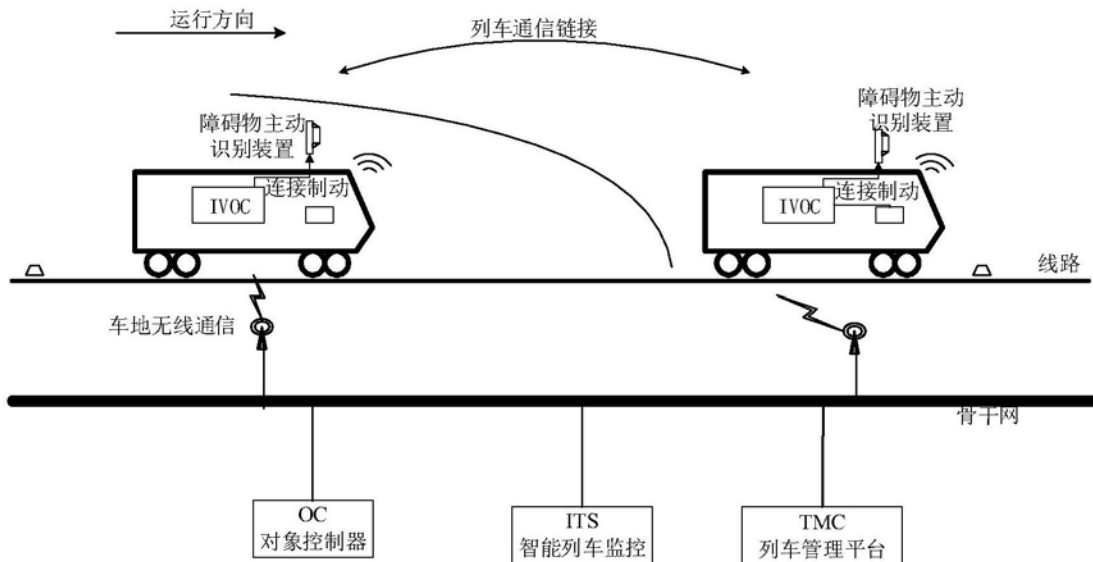 运行方向
列车通信链接
障碍物主动
识别装置
障碍物主动
识别装置
连接制动
IVOC
连接制动
IVOC
线路
车地无线通信
骨干网
OC
对象控制器
ITS
智能列车监控
TMC
列车管理平台